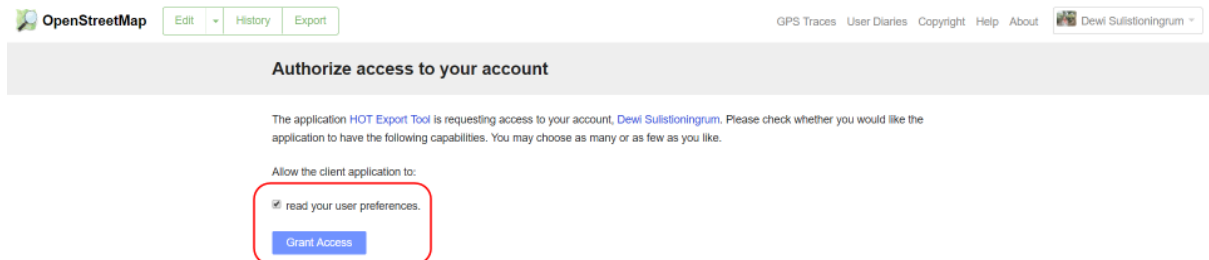 OpenStreetMap Edit History Export GPS Traces User Diaries Copyright Help About Dewi Sulistioningrum
Authorize access to your account
The application HOT Export Tool is requesting access to your account, Dewi Sulistioningrum. Please check whether you would like the
application to have the following capabilities. You may choose as many or as few as you like.
Allow the client application to:
read your user preferences.
Grant Access